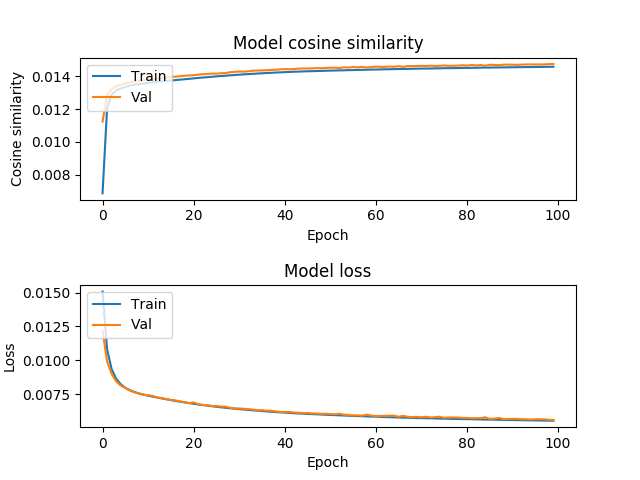 Model cosine similarity
Cosine similarity
0.014
0.012
0.010
0.008
Train
Val
0 20 40 60 80 100
Epoch
Model loss
Loss
0.0150
0.0125
0.0100
0.0075
Train
Val
0 20 40 60 80 100
Epoch